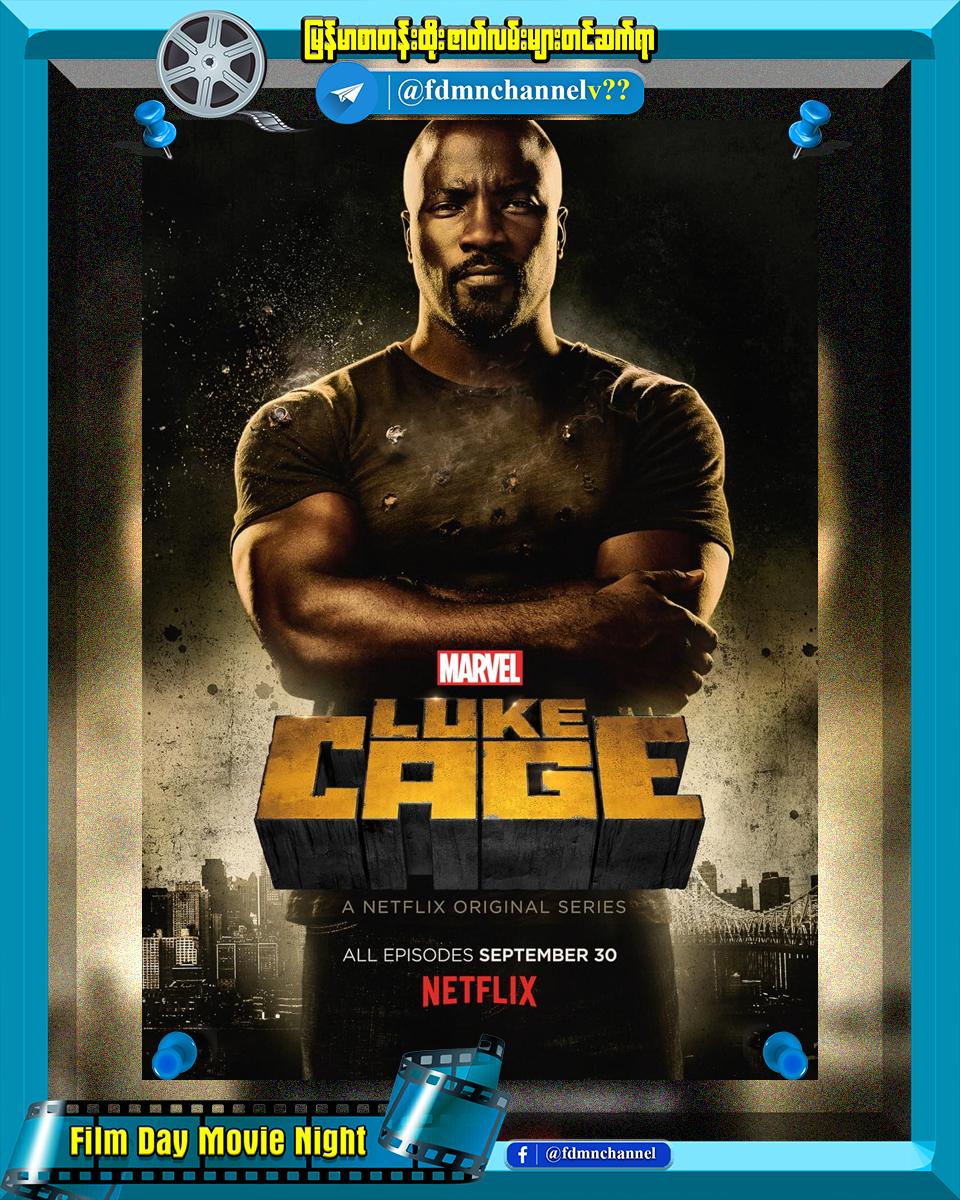 မြန်မာစာတန်းထိုးဇာတ်လမ်းများတင်ဆက်ရာ
@fdmnchannelv??
MARVEL
LUKE
CAGE
A NETFLIX ORIGINAL SERIES
ALL EPISODES SEPTEMBER 30
NETFLIX
Film Day Movie Night
f @fdmnchannel